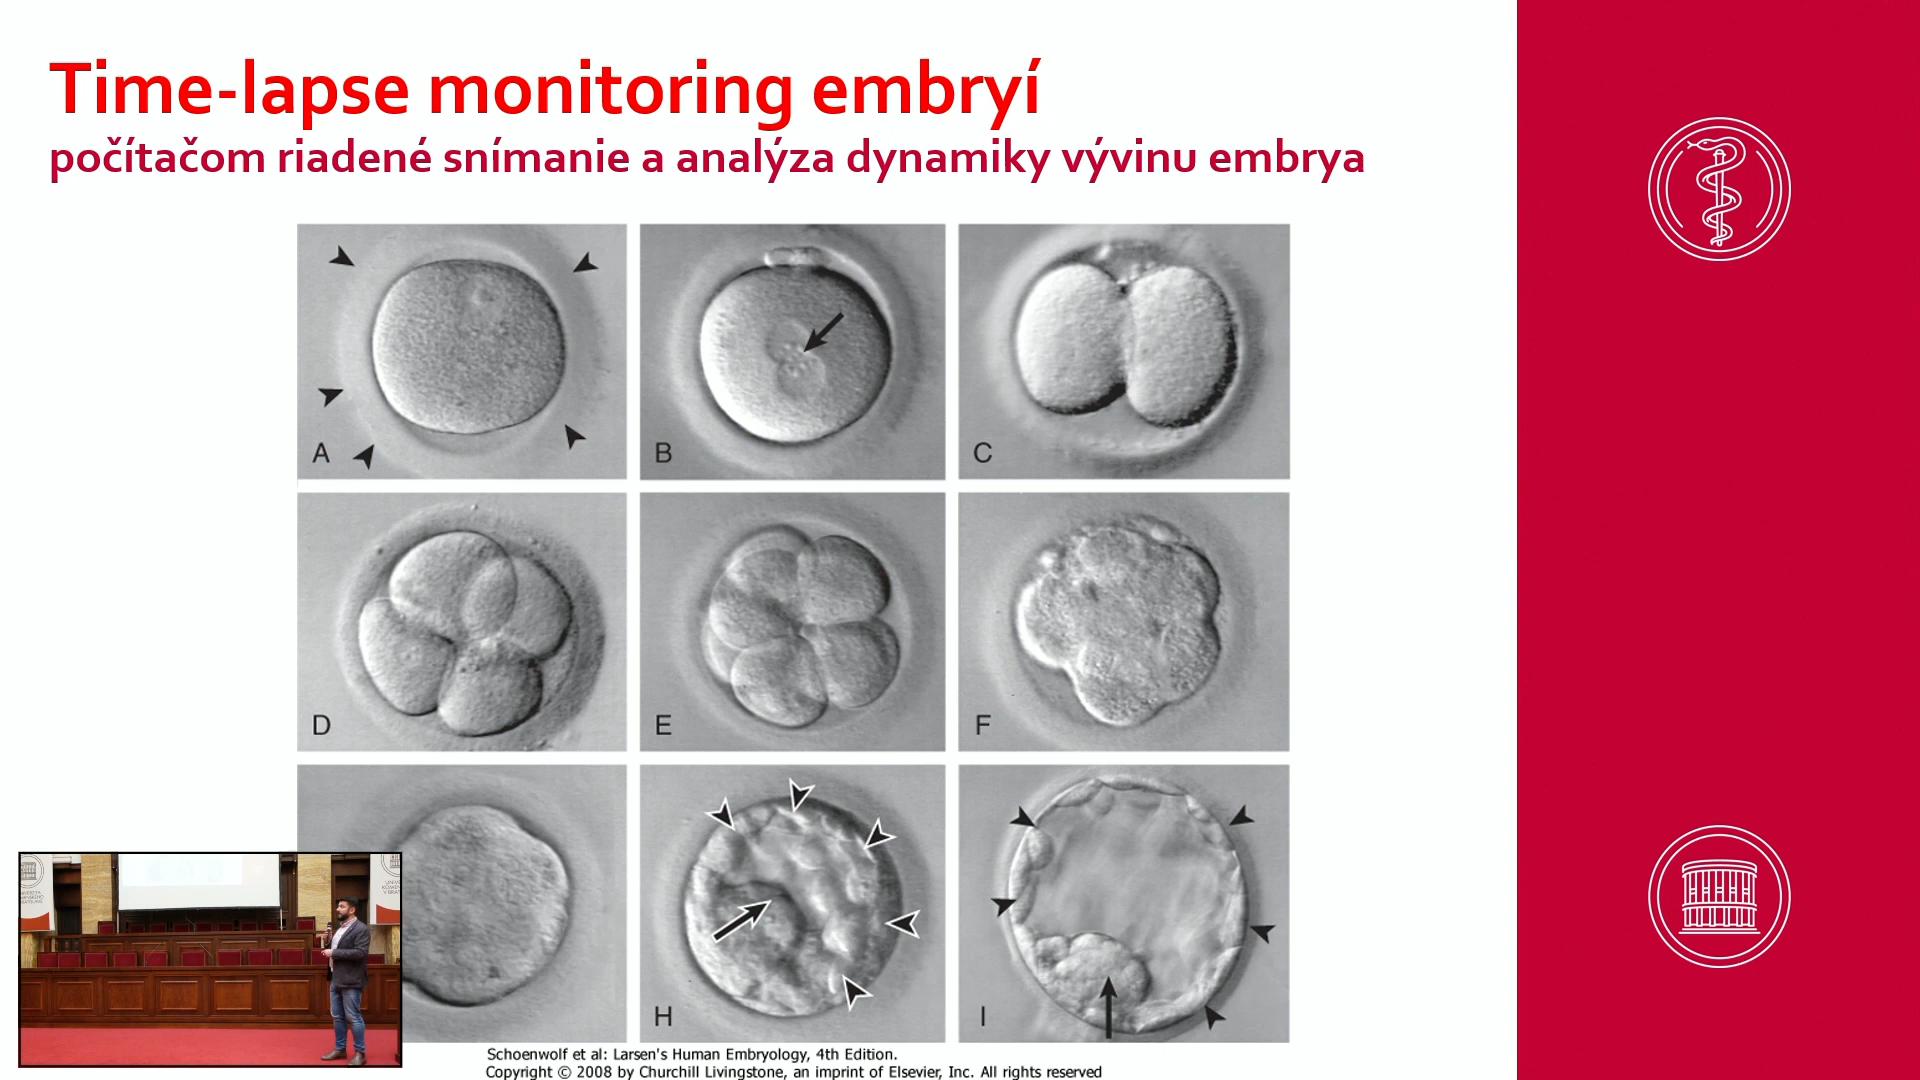 Time-lapse monitoring embryí
počítačom riadené snímanie a analýza dynamiky vývinu embrya
A
B
C
D
E
F
H
I
Schoenwolf et al: Larsen's Human Embryology, 4th Edition.
Copyright © 2008 by Churchill Livingstone, an imprint of Elsevier, Inc. All rights reserved